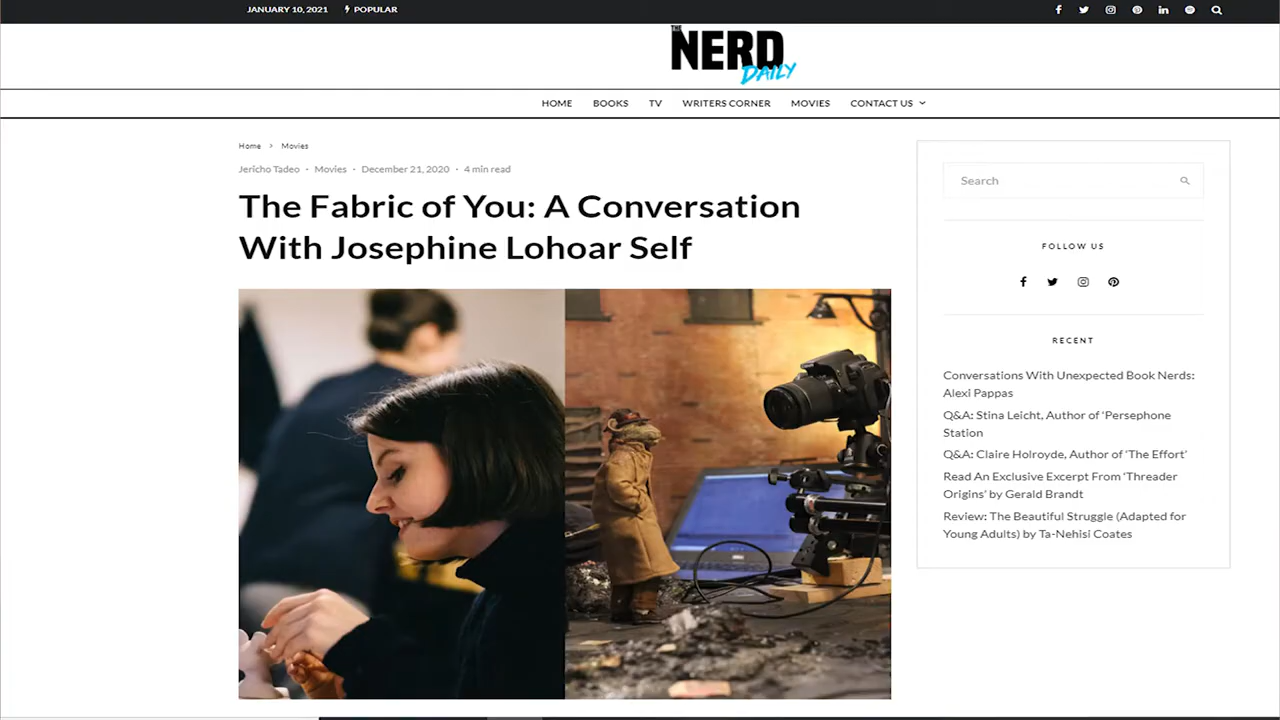 JANUARY 10, 2021 POPULAR
THE
NERD
DAILY
HOME BOOKS TV WRITERS CORNER MOVIES CONTACT US
Home > Movies
Jericho Tadeo · Movies · December 21, 2020 · 4 min read
The Fabric of You: A Conversation
With Josephine Lohoar Self
Search
FOLLOW US
RECENT
Conversations With Unexpected Book Nerds:
Alexi Pappas
Q&A: Stina Leicht, Author of 'Persephone
Station
Q&A: Claire Holroyde, Author of 'The Effort'
Read An Exclusive Excerpt From 'Threader
Origins' by Gerald Brandt
Review: The Beautiful Struggle (Adapted for
Young Adults) by Ta-Nehisi Coates